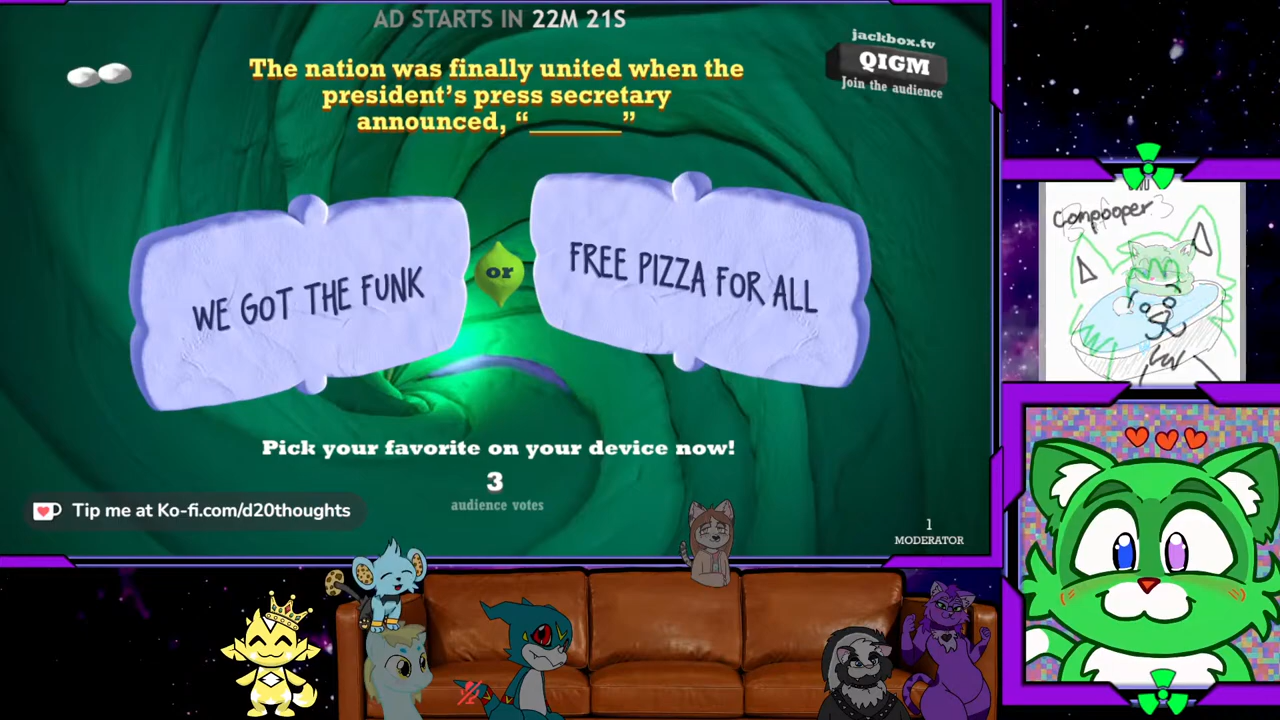 AD STARTS IN 22M 21S
jackbox.tv
QIGM
Join the audience
The nation was finally united when the
president's press secretary
announced, “______”
WE GOT THE FUNK
or
FREE PIZZA FOR ALL
Pick your favorite on your device now!
3
audience votes
Tip me at Ko-fi.com/d20thoughts
1
MODERATOR